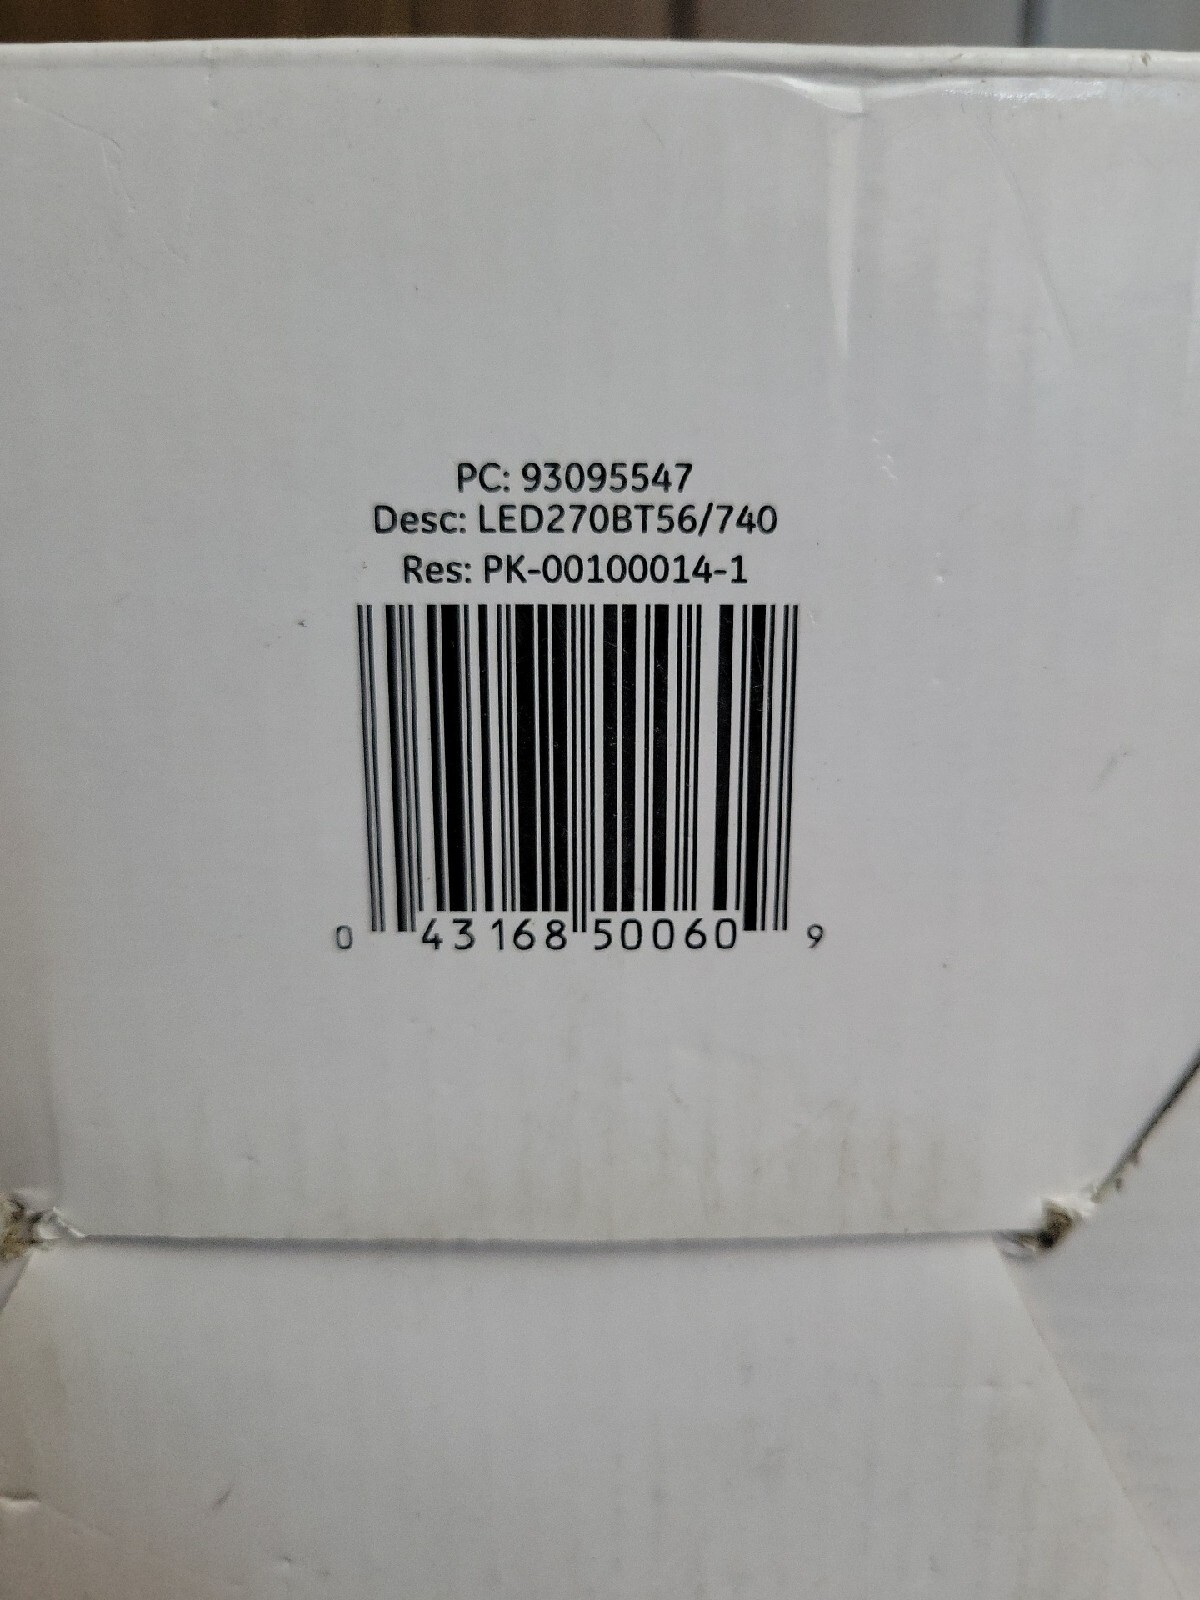 PC: 93095547
Desc: LED270BT56/740
Res: PK-00100014-1
0 43168 50060 9